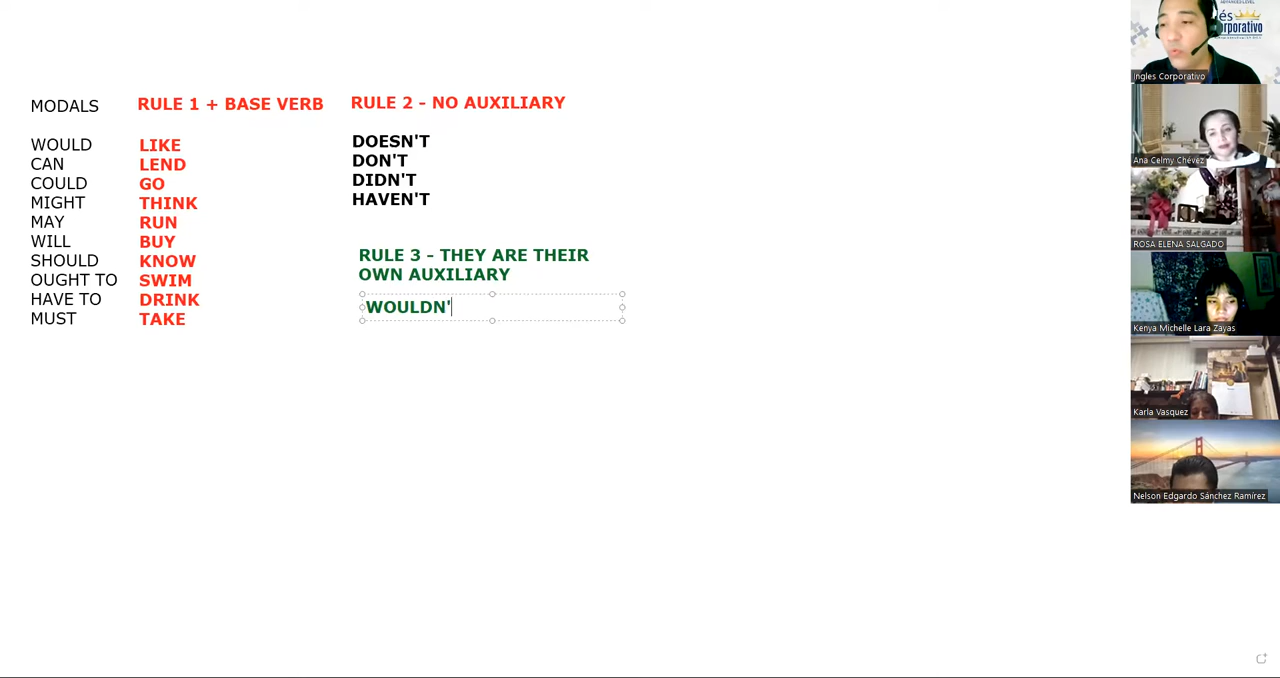 MODALS
RULE 1 + BASE VERB
RULE 2 - NO AUXILIARY
WOULD
CAN
COULD
MIGHT
MAY
WILL
SHOULD
OUGHT TO
HAVE TO
MUST
LIKE
LEND
GO
THINK
RUN
BUY
KNOW
SWIM
DRINK
TAKE
DOESN'T
DON'T
DIDN'T
HAVEN'T
RULE 3 - THEY ARE THEIR
OWN AUXILIARY
WOULDN'
Ingles Corporativo
Ana Celmy Chévez
ROSA ELENA SALGADO
Kenya Michelle Lara Zayas
Karla Vasquez
Nelson Edgardo Sánchez Ramírez